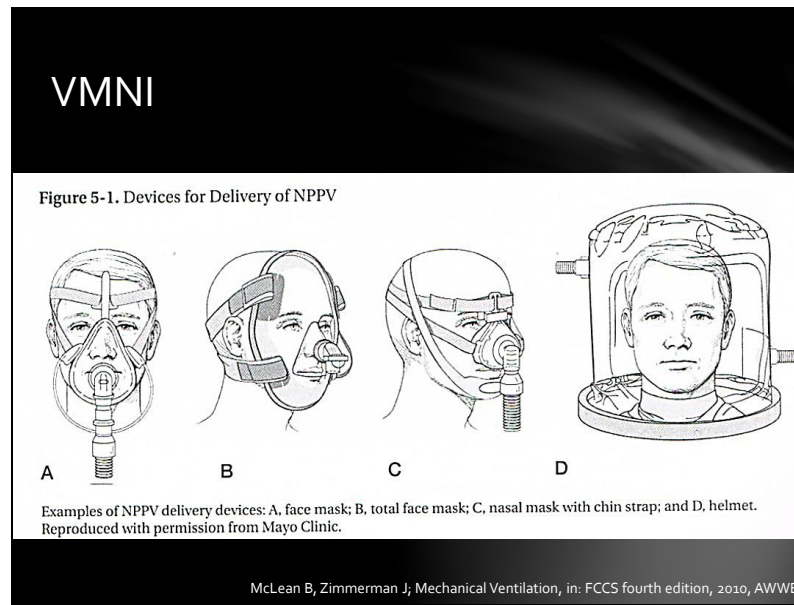 VMNI
Figure 5-1. Devices for Delivery of NPPV
A
B
C
D
Examples of NPPV delivery devices: A, face mask; B, total face mask; C, nasal mask with chin strap; and D, helmet.
Reproduced with permission from Mayo Clinic.
McLean B, Zimmerman J; Mechanical Ventilation, in: FCCS fourth edition, 2010,